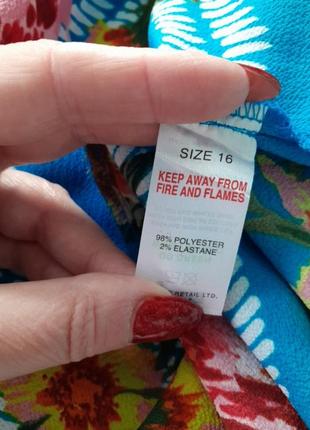 SIZE 16
KEEP AWAY FROM
FIRE AND FLAMES
98% POLYESTER
2% ELASTANE
RETAIL LTD.